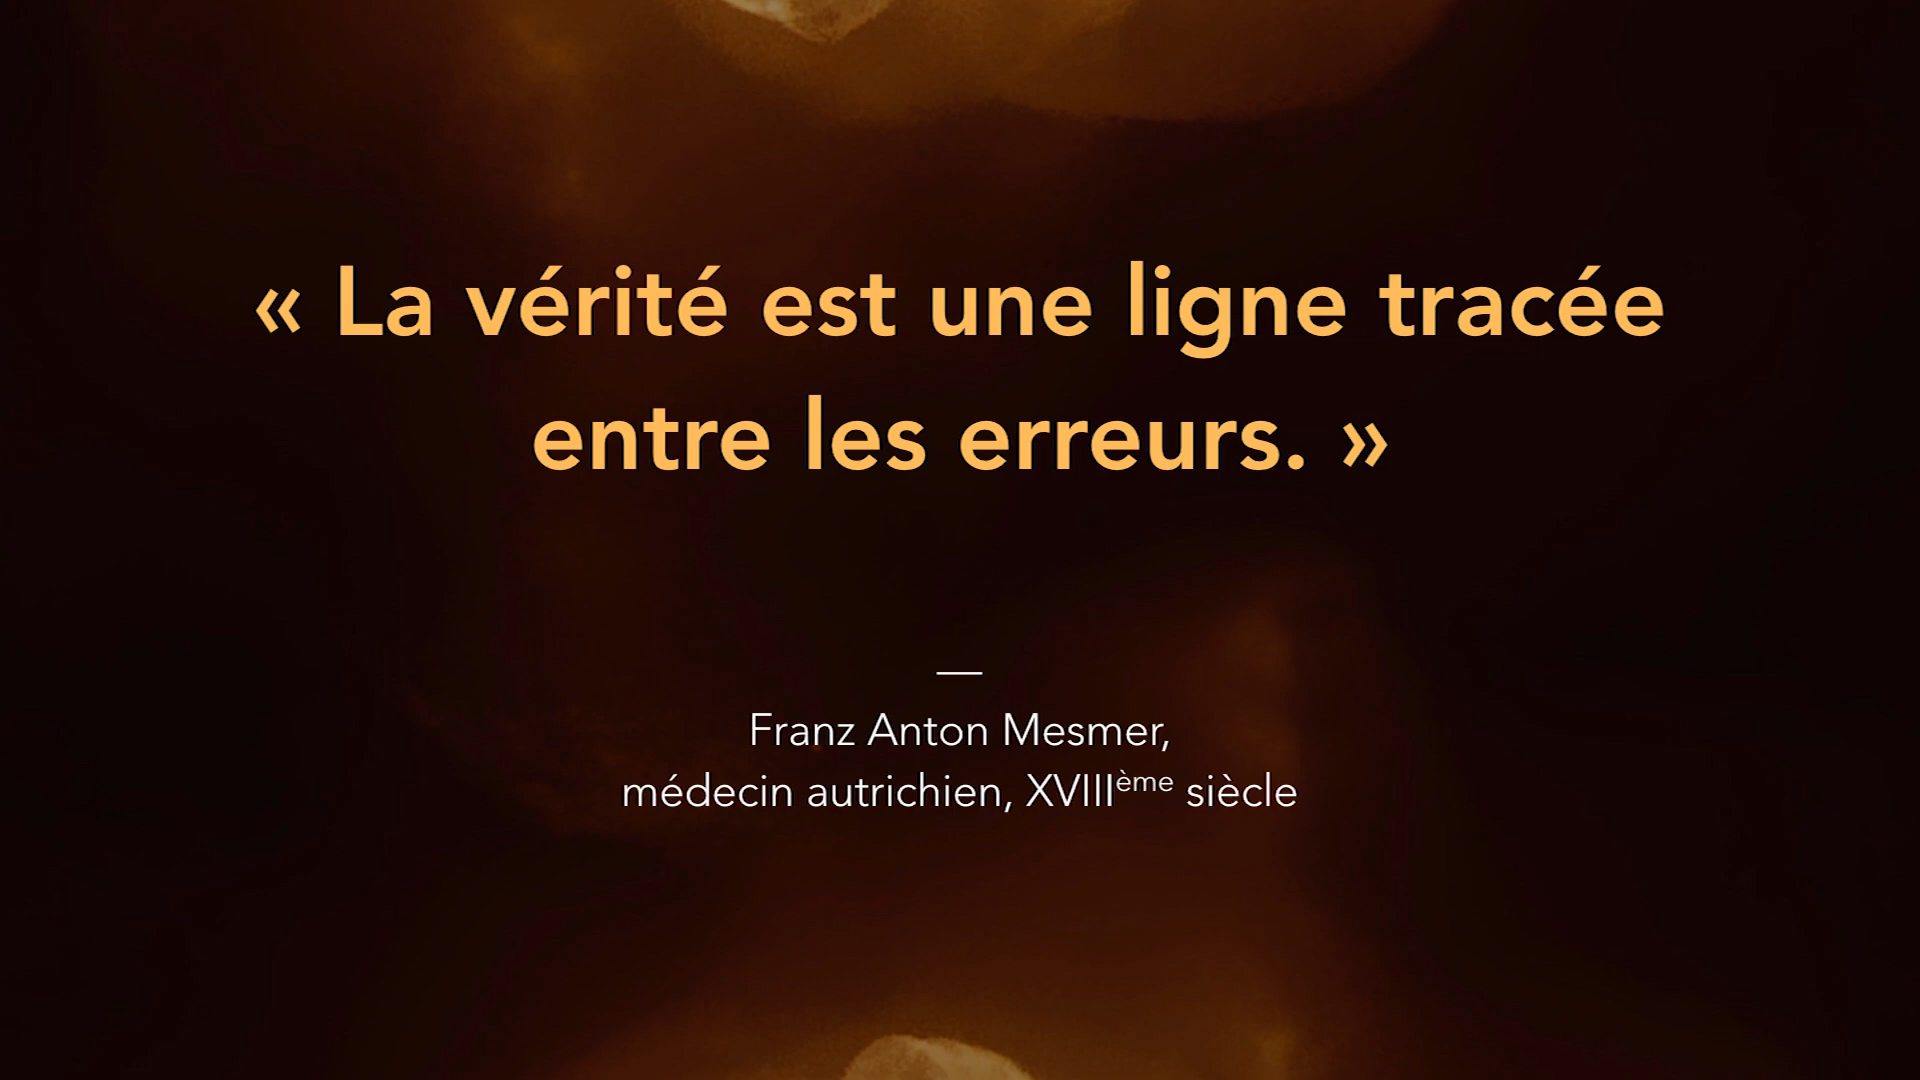 « La vérité est une ligne tracée
entre les erreurs. »
—
Franz Anton Mesmer,
médecin autrichien, XVIIIème siècle